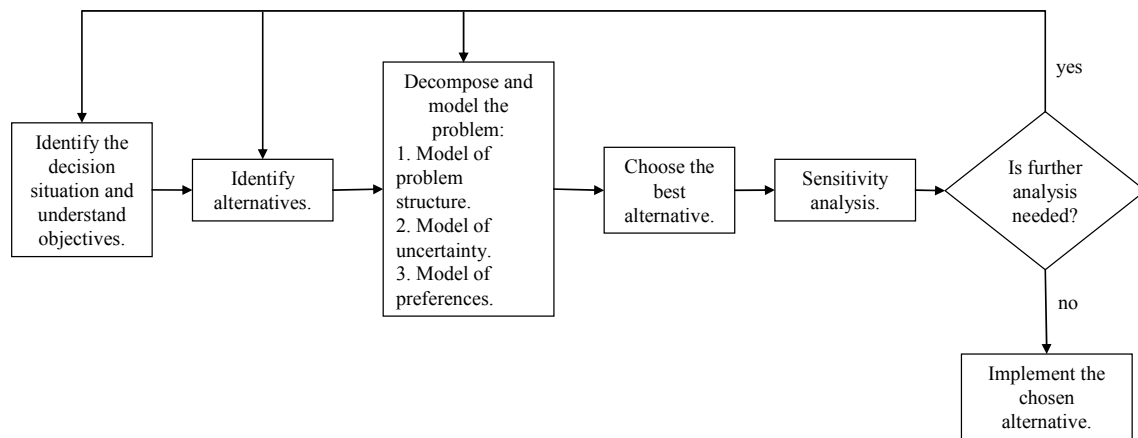 Identify the
decision
situation and
understand
objectives.
Identify
alternatives.
Decompose and
model the
problem:
1. Model of
problem
structure.
2. Model of
uncertainty.
3. Model of
preferences.
Choose the
best
alternative.
Sensitivity
analysis.
Is further
analysis
needed?
yes
no
Implement the
chosen
alternative.